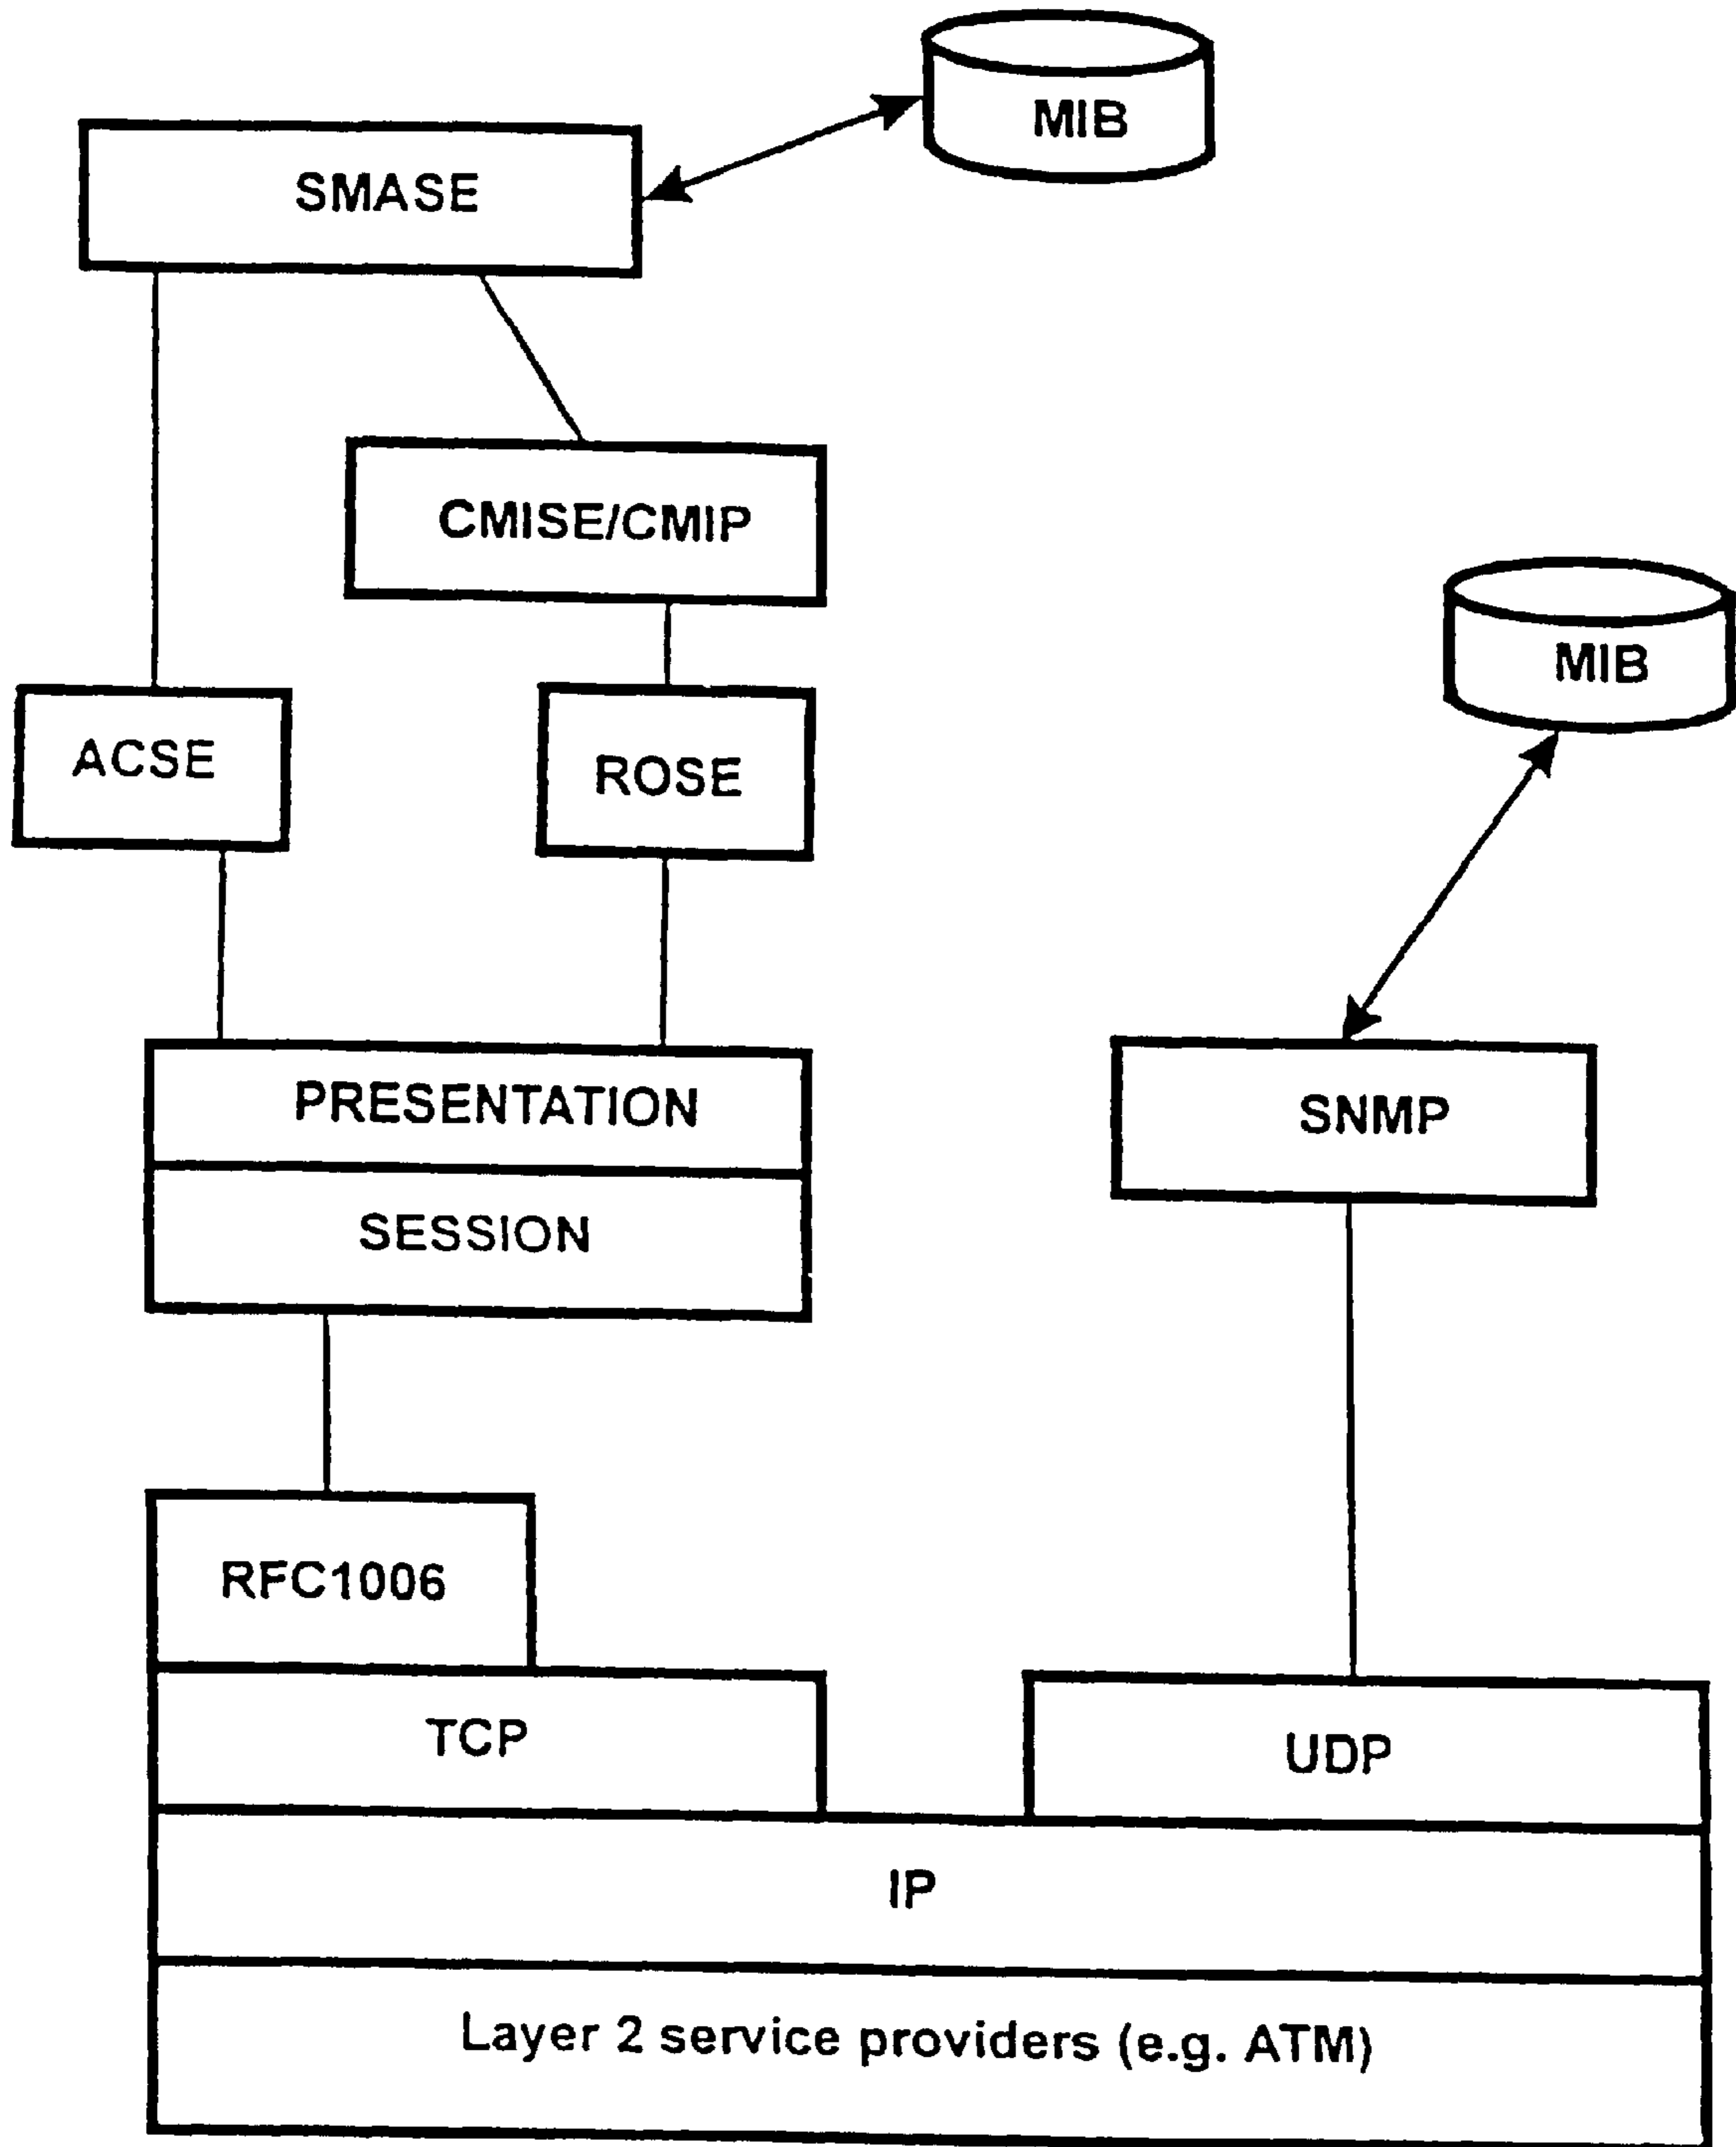 MIB
SMASE
CMISE/CMIP
MIB
ACSE
ROSE
PRESENTATION
SNMP
SESSION
RFC1006
TCP
UDP
IP
Layer 2 service providers (e.g. ATM)